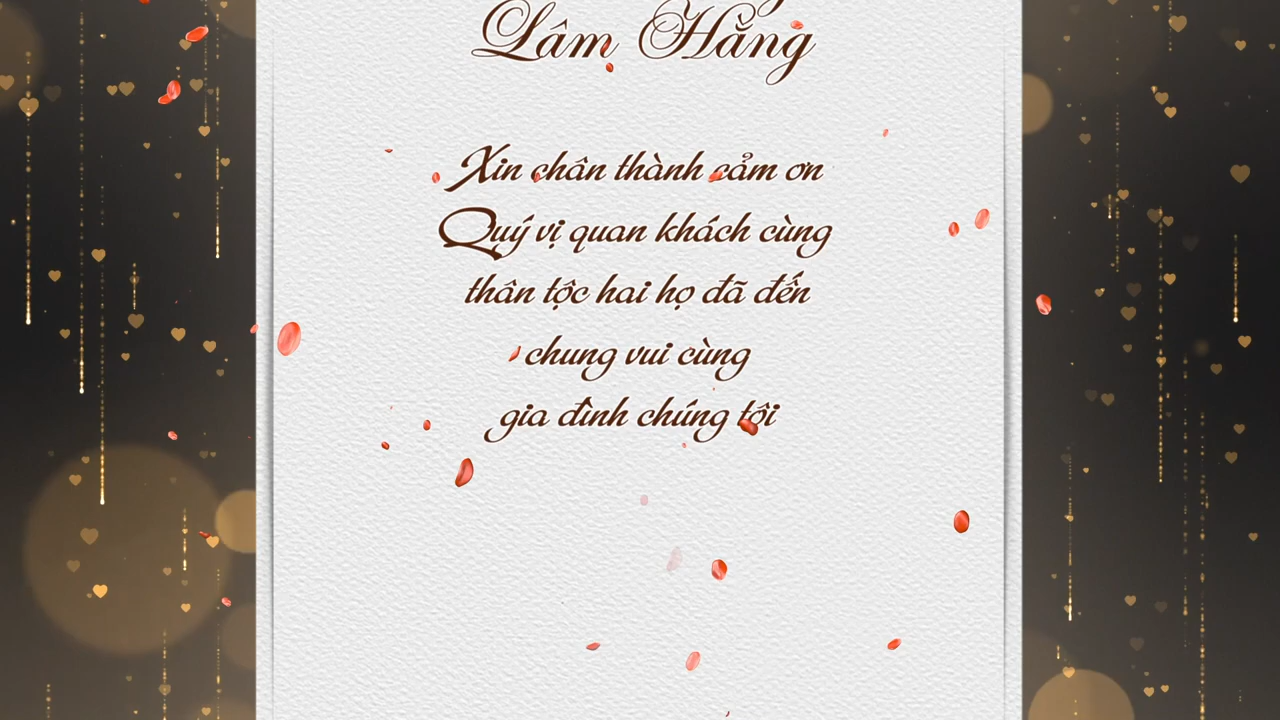 Lâm Hằng
Xin chân thành cảm ơn
Quý vị quan khách cùng
thân tộc hai họ đã đến
chung vui cùng
gia đình chúng tôi